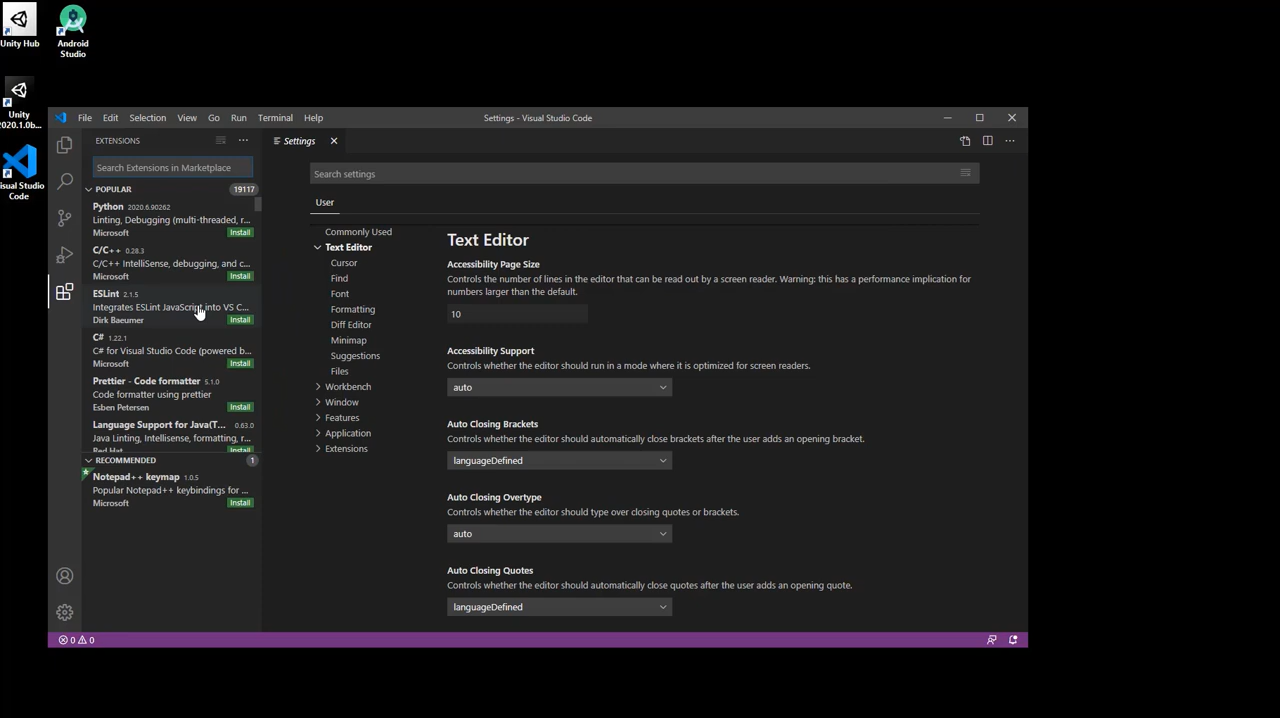 Unity Hub
Android
Studio
Unity
2020.1.0b...
isual Studio
Code
File Edit Selection View Go Run Terminal Help
Settings - Visual Studio Code
EXTENSIONS
Search Extensions in Marketplace
POPULAR 19117
Python 2020.6.90262
Linting, Debugging (multi-threaded, r...
Microsoft Install
C/C++ 0.28.3
C/C++ IntelliSense, debugging, and c...
Microsoft Install
ESLint 2.1.5
Integrates ESLint JavaScript into VS C...
Dirk Baeumer Install
C# 1.22.1
C# for Visual Studio Code (powered b...
Microsoft Install
Prettier - Code formatter 5.1.0
Code formatter using prettier
Esben Petersen Install
Language Support for Java(T... 0.63.0
Java Linting, Intellisense, formatting, r...
Red Hat Install
RECOMMENDED 1
Notepad++ keymap 1.0.5
Popular Notepad++ keybindings for ...
Microsoft Install
Settings
Search settings
User
Commonly Used
Text Editor
Cursor
Find
Font
Formatting
Diff Editor
Minimap
Suggestions
Files
Workbench
Window
Features
Application
Extensions
Text Editor
Accessibility Page Size
Controls the number of lines in the editor that can be read out by a screen reader. Warning: this has a performance implication for
numbers larger than the default.
10
Accessibility Support
Controls whether the editor should run in a mode where it is optimized for screen readers.
auto
Auto Closing Brackets
Controls whether the editor should automatically close brackets after the user adds an opening bracket.
languageDefined
Auto Closing Overtype
Controls whether the editor should type over closing quotes or brackets.
auto
Auto Closing Quotes
Controls whether the editor should automatically close quotes after the user adds an opening quote.
languageDefined
0 0